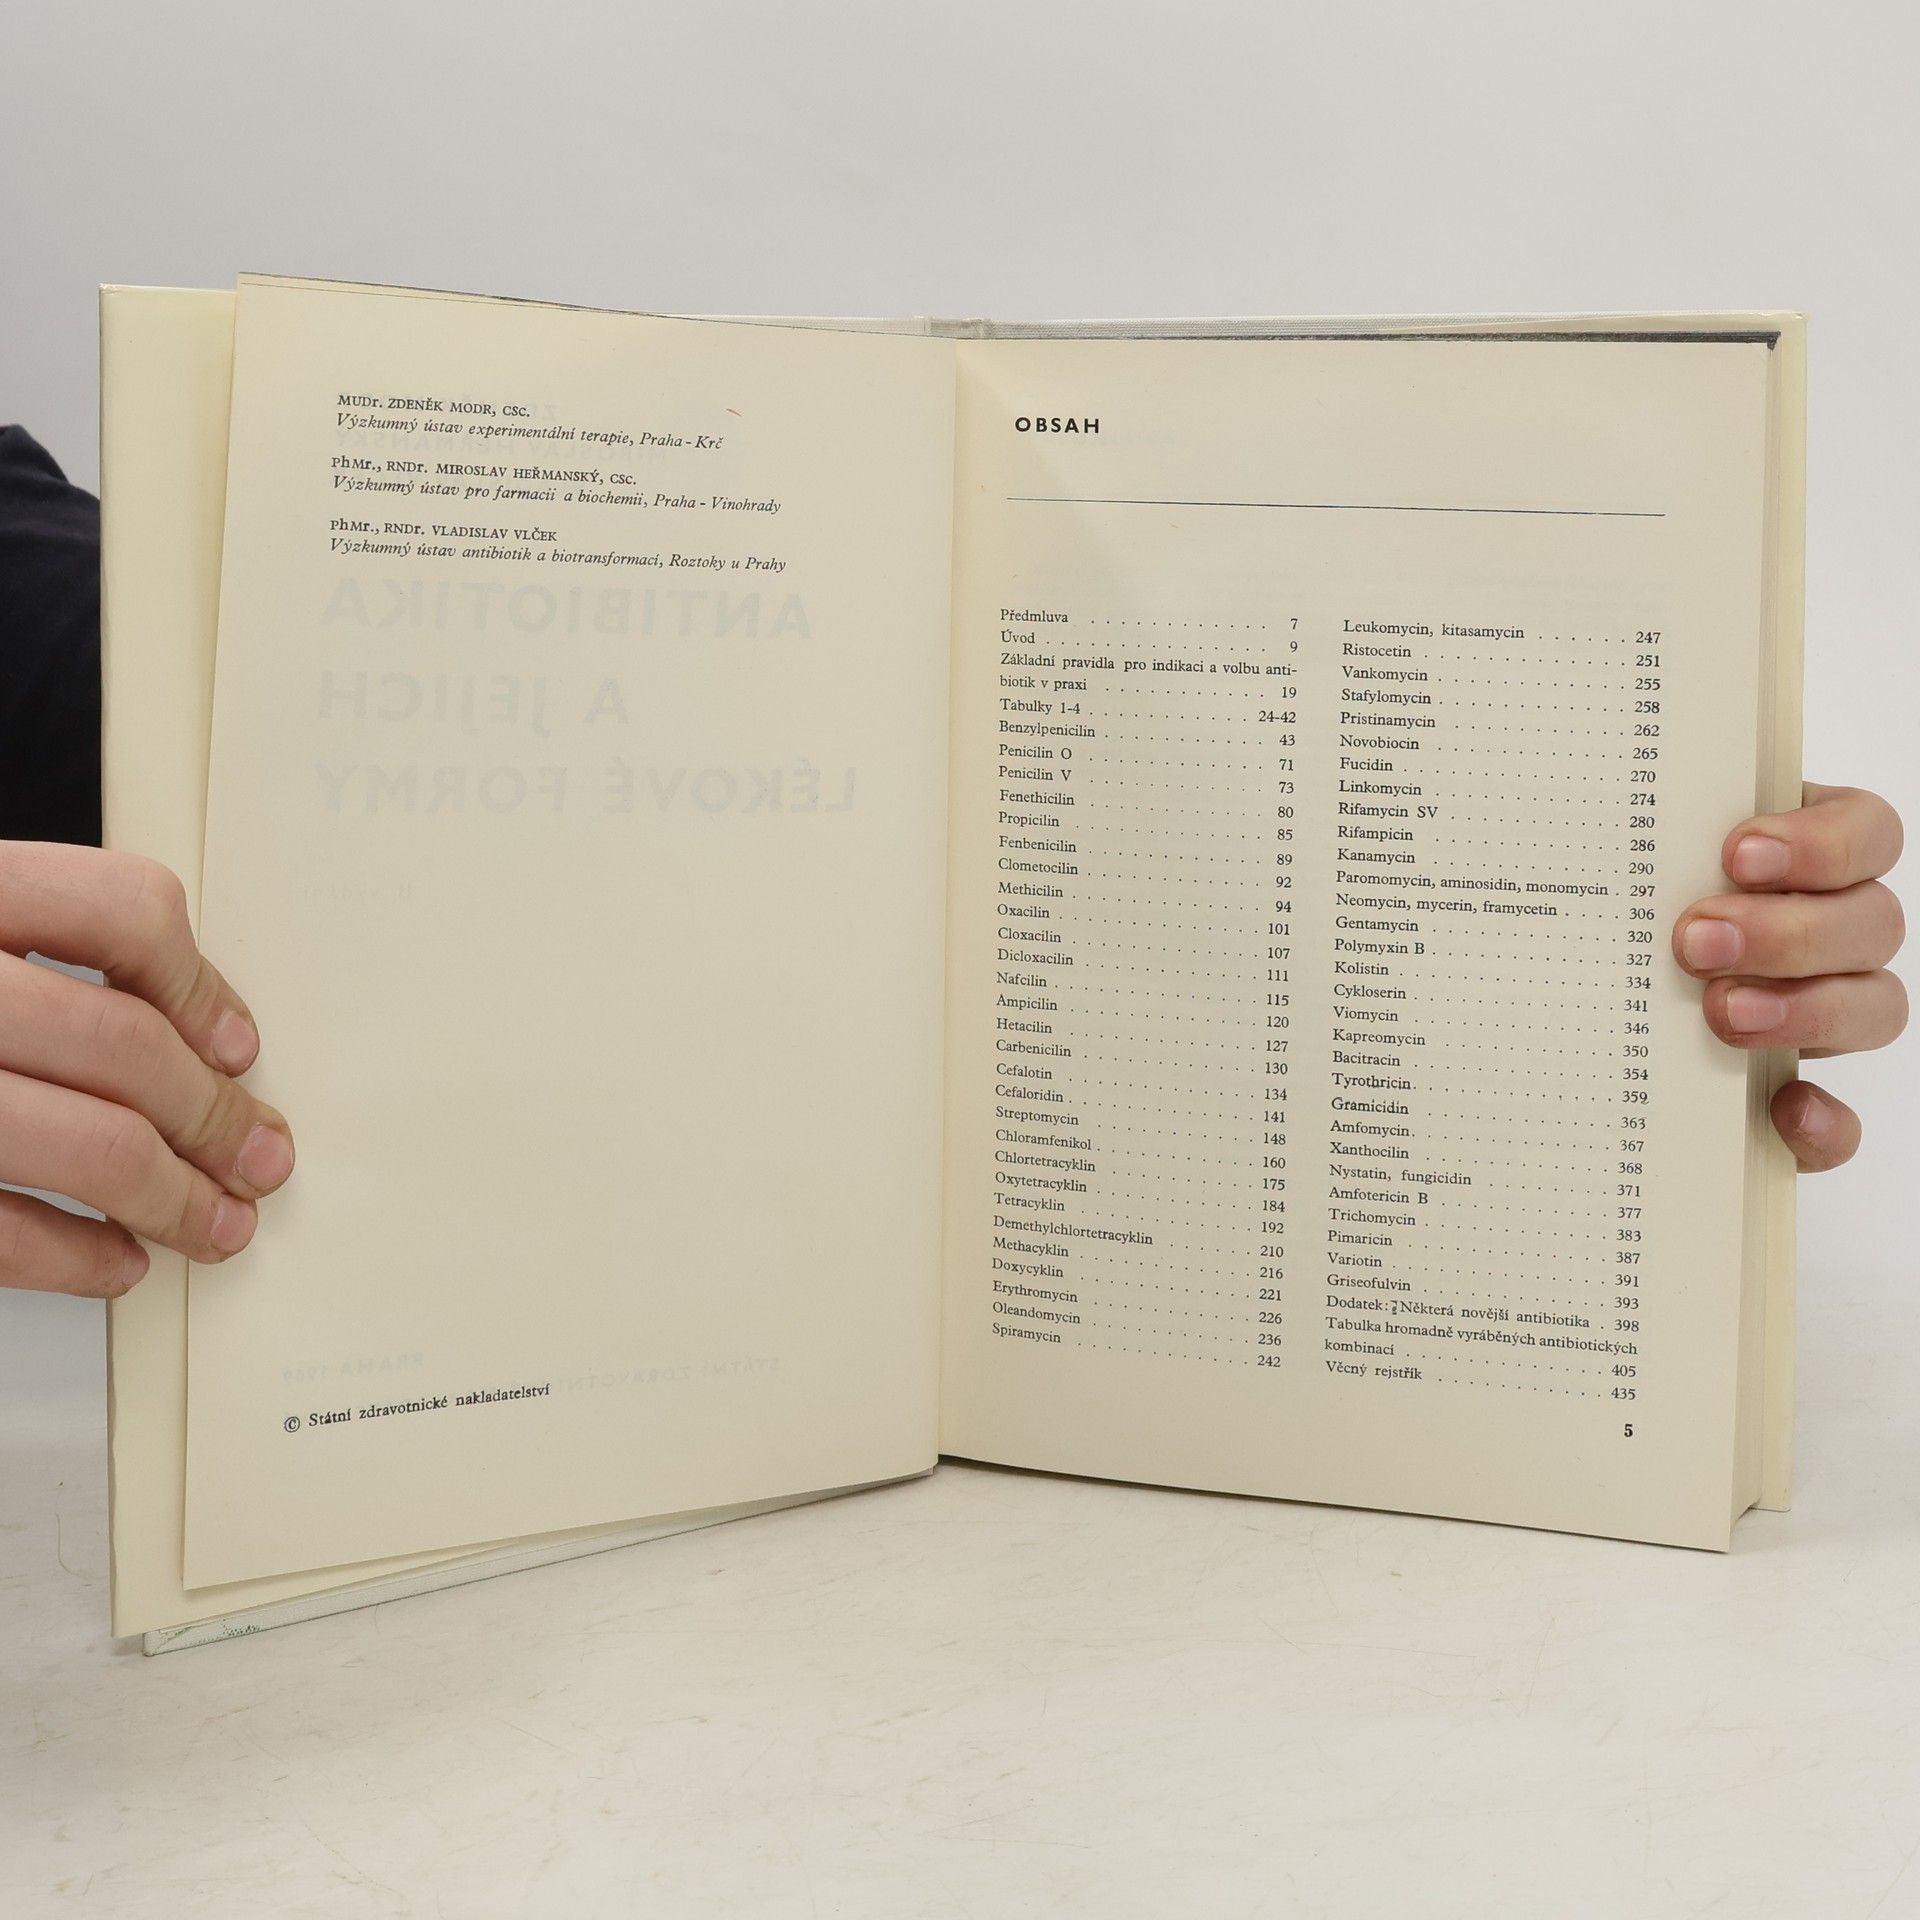 MUDr. ZDENĚK MODR, CSC.
Výzkumný ústav experimentální terapie, Praha - Krč
PhMr., RNDr. MIROSLAV HEŘMANSKÝ, CSC.
Výzkumný ústav pro farmacii a biochemii, Praha - Vinohrady
PhMr., RNDr. VLADISLAV VLČEK
Výzkumný ústav antibiotik a biotransformací, Roztoky u Prahy
ANTIBIOTIKA
A JEJICH
LÉKOVÉ FORMY
© Státní zdravotnické nakladatelství
OBSAH
Předmluva . . . . . . . . . . . . 7
Úvod . . . . . . . . . . . . . . . 9
Základní pravidla pro indikaci a volbu anti-
biotik v praxi . . . . . . . . . . . 19
Tabulky 1-4 . . . . . . . . . . . 24-42
Benzylpenicilin . . . . . . . . . . . 43
Penicilin O . . . . . . . . . . . . 71
Penicilin V . . . . . . . . . . . . 73
Fenethicilin . . . . . . . . . . . . 80
Propicilin . . . . . . . . . . . . . 85
Fenbenicilin . . . . . . . . . . . . 89
Clometocilin . . . . . . . . . . . . 92
Methicilin . . . . . . . . . . . . . 94
Oxacilin . . . . . . . . . . . . . . 101
Cloxacilin . . . . . . . . . . . . . 107
Dicloxacilin . . . . . . . . . . . . 111
Nafcilin . . . . . . . . . . . . . . 115
Ampicilin . . . . . . . . . . . . . 120
Hetacilin . . . . . . . . . . . . . 127
Carbenicilin . . . . . . . . . . . . 130
Cefalotin . . . . . . . . . . . . . 134
Cefaloridin . . . . . . . . . . . . . 141
Streptomycin . . . . . . . . . . . 148
Chloramfenikol . . . . . . . . . . . 160
Chlortetracyklin . . . . . . . . . . 175
Oxytetracyklin . . . . . . . . . . . 184
Tetracyklin . . . . . . . . . . . . 192
Demethylchlortetracyklin . . . . . . 210
Methacyklin . . . . . . . . . . . . 216
Doxycyklin . . . . . . . . . . . . 221
Erythromycin . . . . . . . . . . . 226
Oleandomycin . . . . . . . . . . . 236
Spiramycin . . . . . . . . . . . . 242
Leukomycin, kitasamycin . . . . . . 247
Ristocetin . . . . . . . . . . . . . . 251
Vankomycin . . . . . . . . . . . . . 255
Stafylomycin . . . . . . . . . . . . . 258
Pristinamycin . . . . . . . . . . . . 262
Novobiocin . . . . . . . . . . . . . 265
Fucidin . . . . . . . . . . . . . . . 270
Linkomycin . . . . . . . . . . . . . 274
Rifamycin SV . . . . . . . . . . . . 280
Rifampicin . . . . . . . . . . . . . 286
Kanamycin . . . . . . . . . . . . . 290
Paromomycin, aminosidin, monomycin . 297
Neomycin, mycerin, framycetin . . . . 306
Gentamycin . . . . . . . . . . . . . 320
Polymyxin B . . . . . . . . . . . . . 327
Kolistin . . . . . . . . . . . . . . . 334
Cykloserin . . . . . . . . . . . . . . 341
Viomycin . . . . . . . . . . . . . . 346
Kapreomycin . . . . . . . . . . . . 350
Bacitracin . . . . . . . . . . . . . . 354
Tyrothricin . . . . . . . . . . . . . . 359
Gramicidin . . . . . . . . . . . . . 363
Amfomycin . . . . . . . . . . . . . . 367
Xanthocilin . . . . . . . . . . . . . 368
Nystatin, fungicidin . . . . . . . . . 371
Amfotericin B . . . . . . . . . . . . 377
Trichomycin . . . . . . . . . . . . . 383
Pimaricin . . . . . . . . . . . . . . 387
Variotin . . . . . . . . . . . . . . . 391
Griseofulvin . . . . . . . . . . . . . 393
Dodatek: Některá novější antibiotika . 398
Tabulka hromadně vyráběných antibiotických
kombinací . . . . . . . . . . . . . 405
Věcný rejstřík . . . . . . . . . . . . 435
5